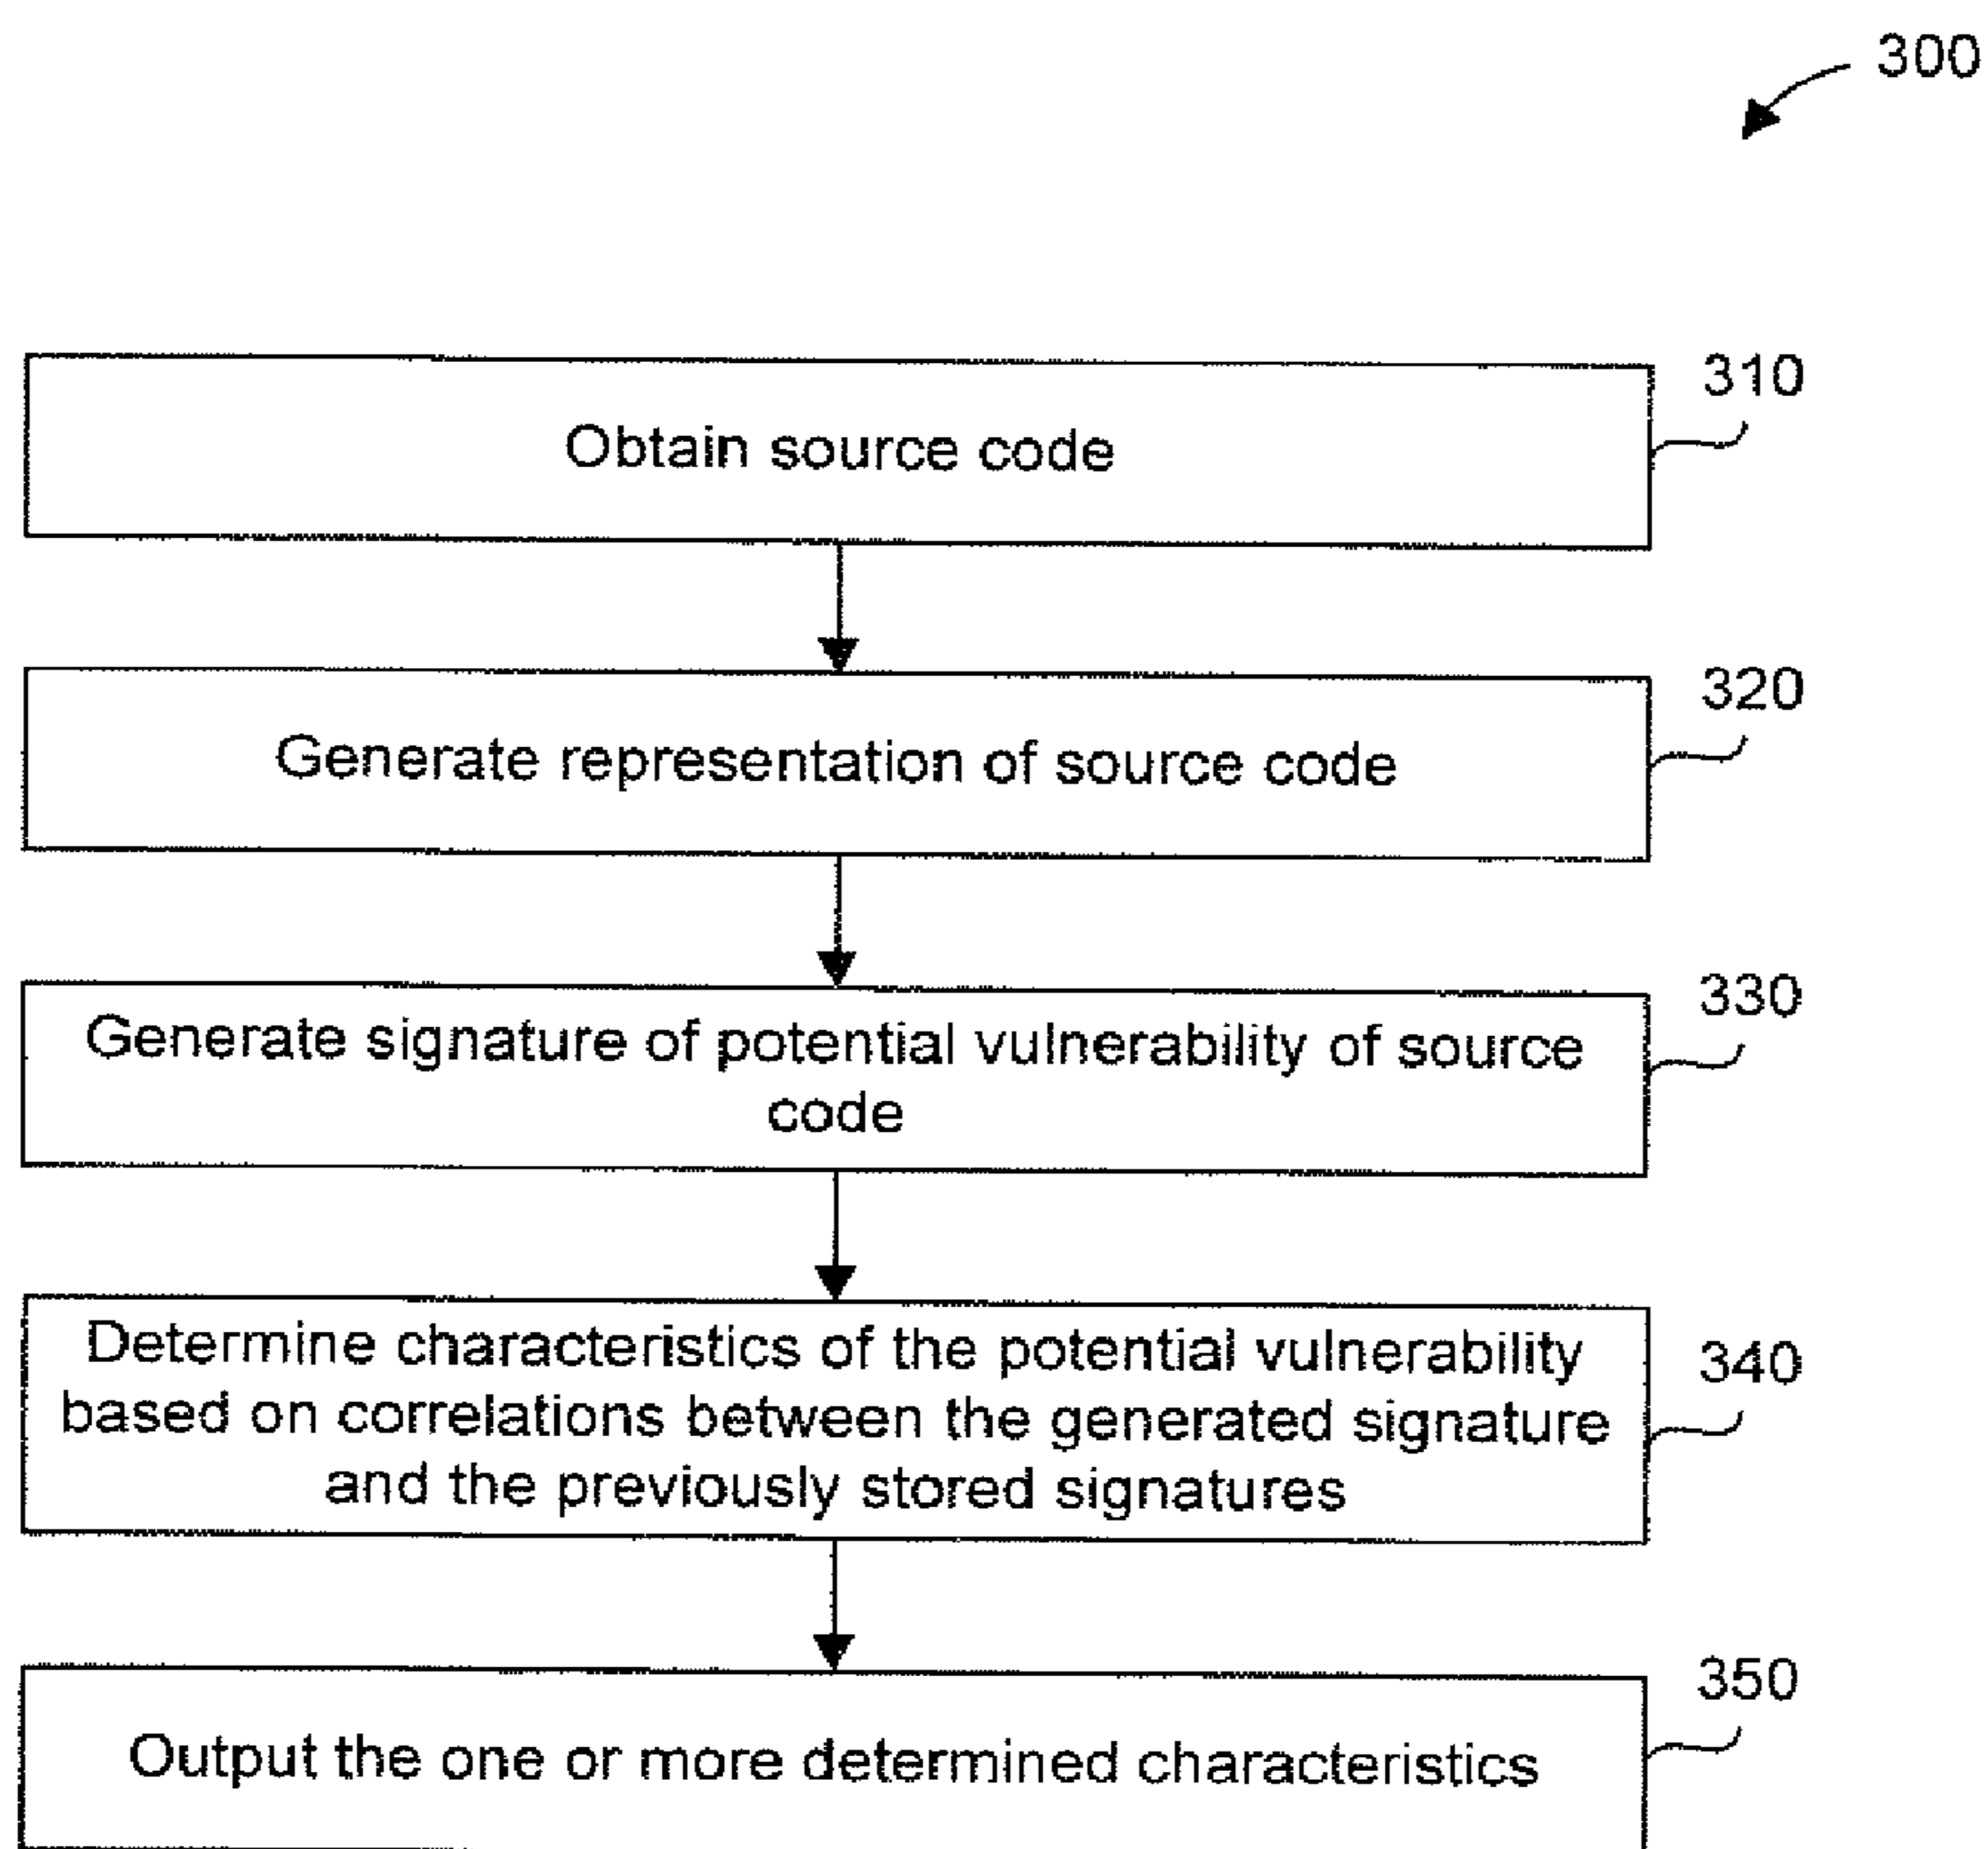 300
310
Obtain source code
320
Generate representation of source code
330
Generate signature of potential vulnerability of source
code
340
Determine characteristics of the potential vulnerability
based on correlations between the generated signature
and the previously stored signatures
350
Output the one or more determined characteristics